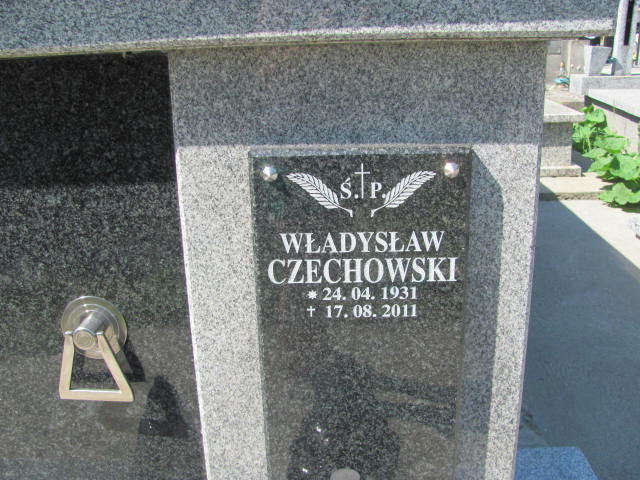 Ś.†P.
WŁADYSŁAW
CZECHOWSKI
* 24. 04. 1931
† 17. 08. 2011